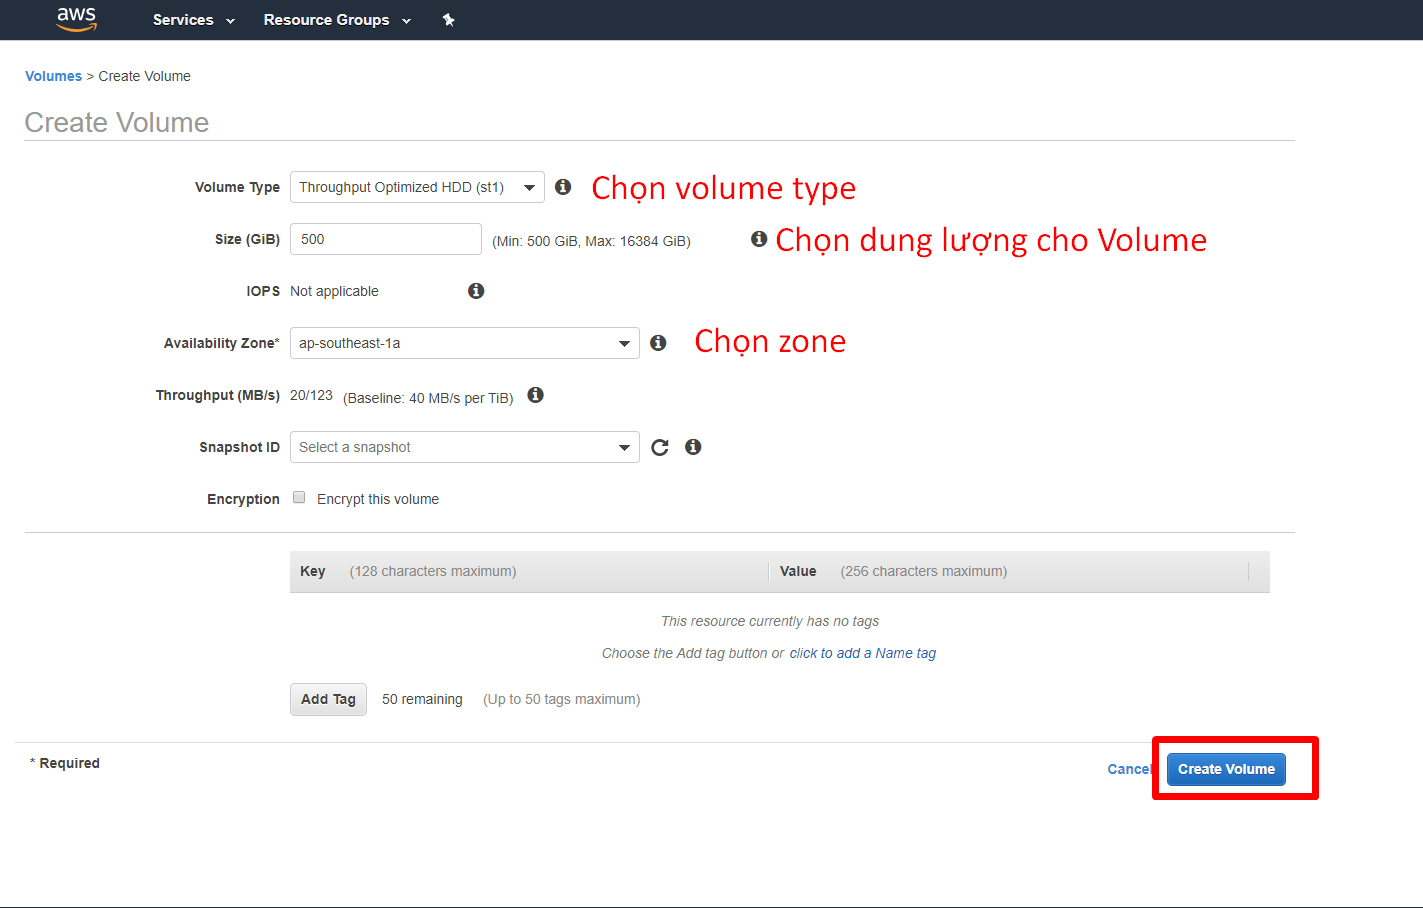 aws Services Resource Groups
Volumes > Create Volume
Create Volume
Volume Type Throughput Optimized HDD (st1) Chọn volume type
Size (GiB) 500 (Min: 500 GiB, Max: 16384 GiB) Chọn dung lượng cho Volume
IOPS Not applicable
Availability Zone* ap-southeast-1a Chọn zone
Throughput (MB/s) 20/123 (Baseline: 40 MB/s per TiB)
Snapshot ID Select a snapshot
Encryption Encrypt this volume
Key (128 characters maximum) Value (256 characters maximum)
This resource currently has no tags
Choose the Add tag button or click to add a Name tag
Add Tag 50 remaining (Up to 50 tags maximum)
* Required Cancel Create Volume